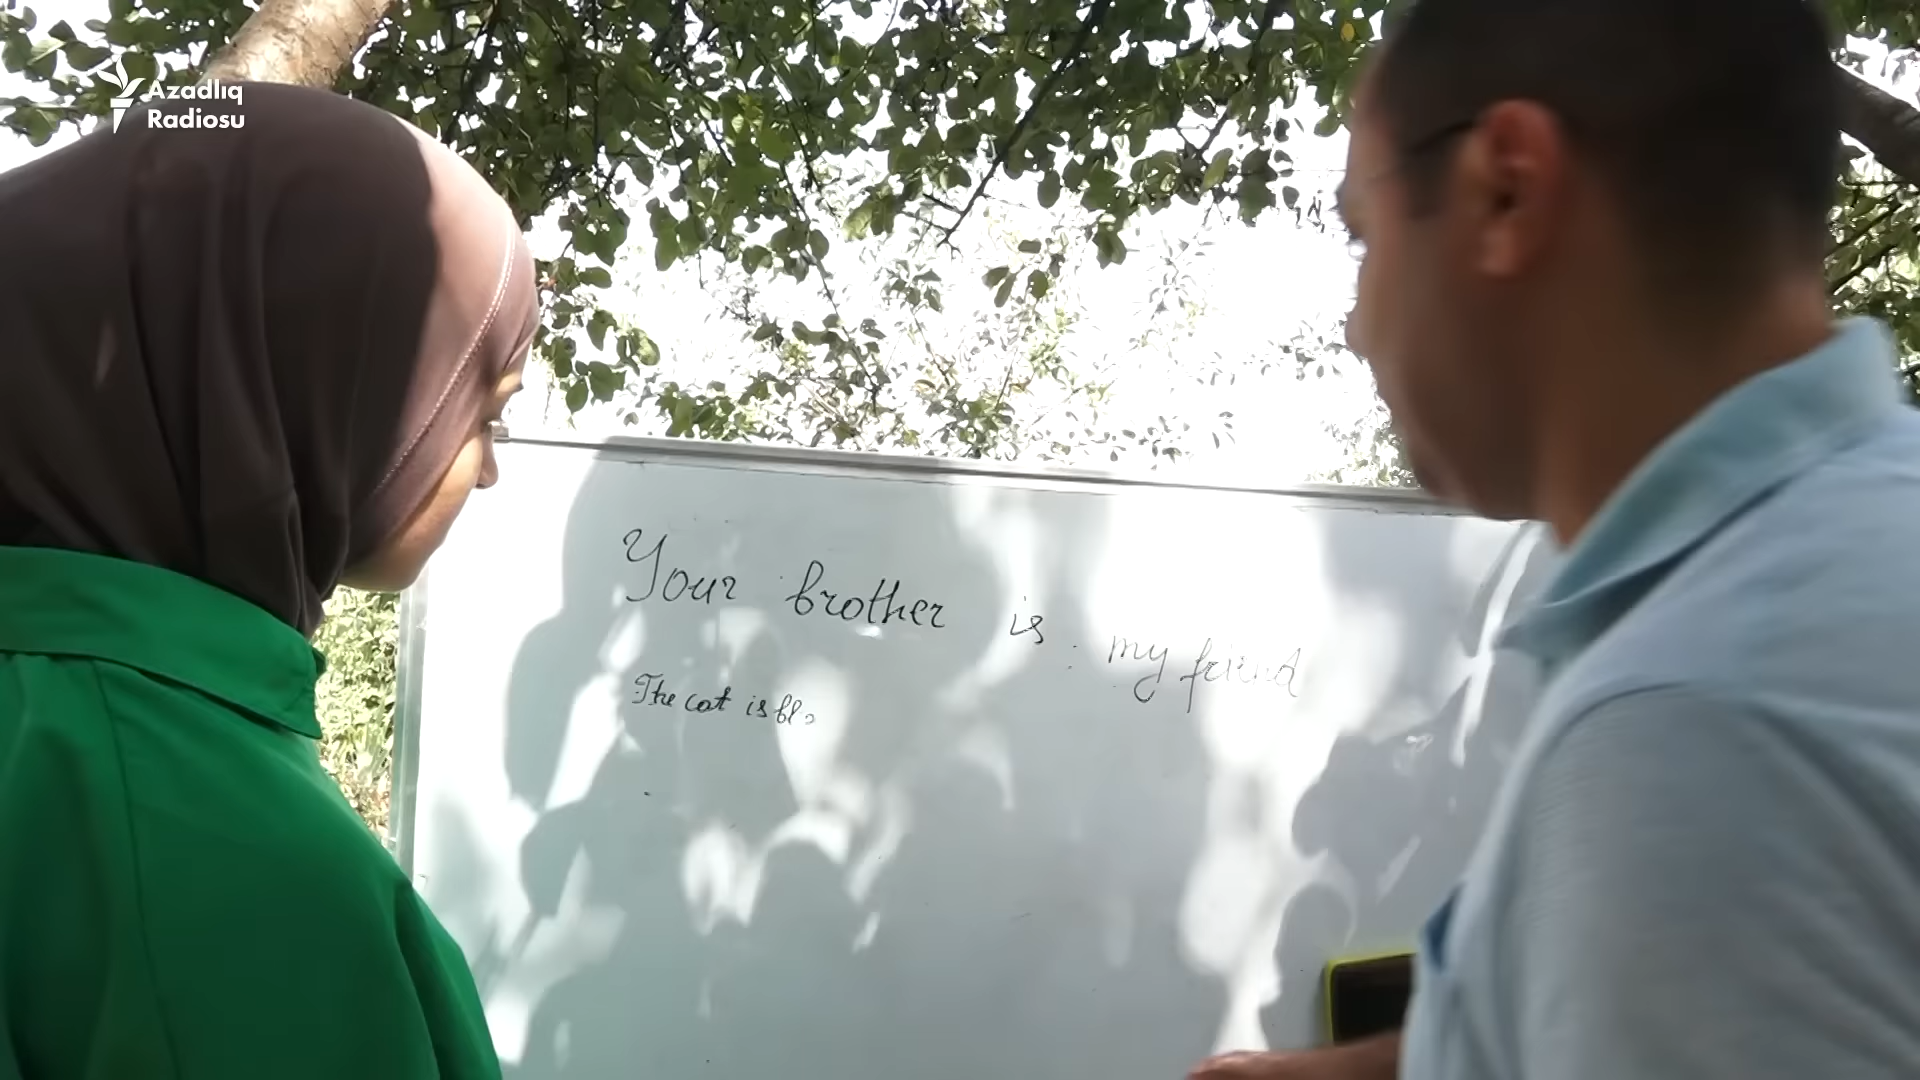 Azadlıq
Radiosu
Your brother is : my friend
The cat is